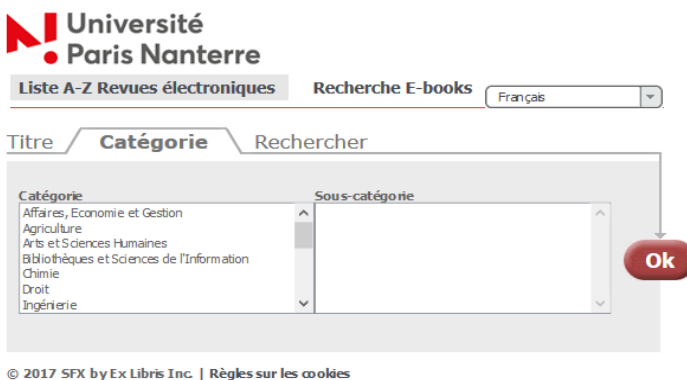 Université
Paris Nanterre
Liste A-Z Revues électroniques Recherche E-books Français
Titre Catégorie Rechercher
Catégorie Sous-catégorie
Affaires, Economie et Gestion
Agriculture
Arts et Sciences Humaines
Bibliothèques et Sciences de l'Information
Chimie
Droit
Ingénierie
Ok
© 2017 SFX by Ex Libris Inc. | Règles sur les cookies